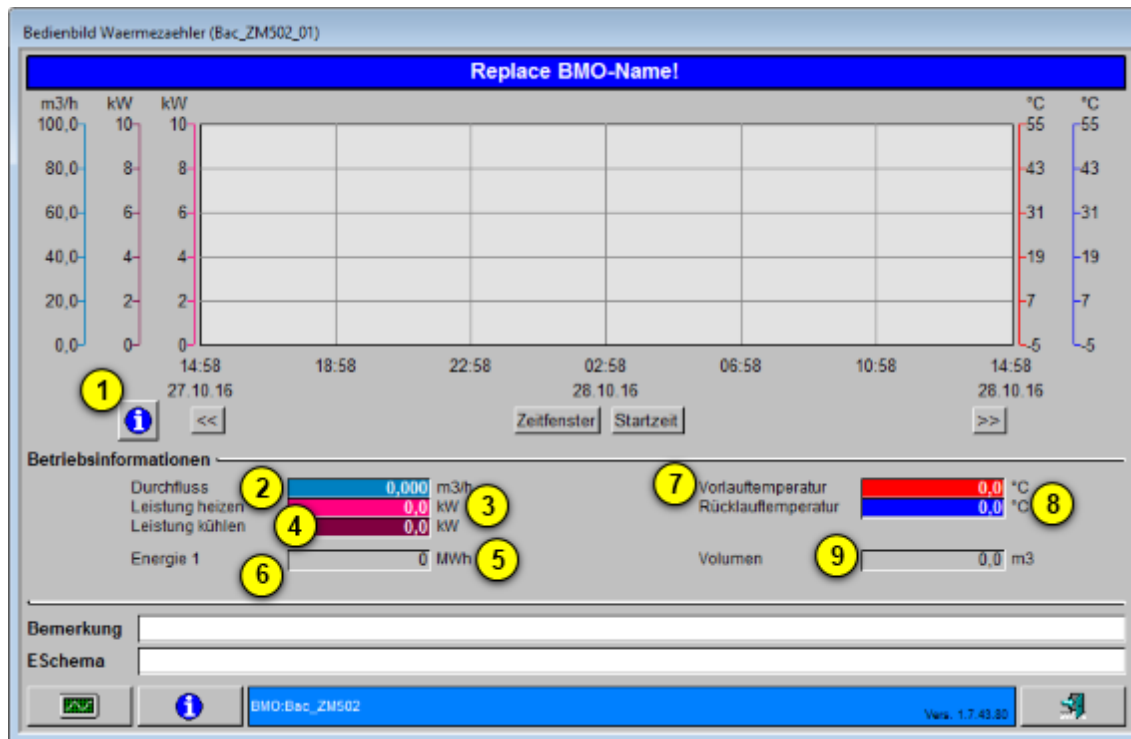 Bedienbild Waermezaehler (Bac_ZM502_01)
Replace BMO-Name!
m3/h kW kW °C °C
100,0 10 10 55 55
80,0 8 8 43 43
60,0 6 6 31 31
40,0 4 4 19 19
20,0 2 2 7 7
0,0 0 0 -5 -5
14:58 18:58 22:58 02:58 06:58 10:58 14:58
27.10.16 28.10.16 28.10.16
1
<< Zeitfenster Startzeit >>
Betriebsinformationen
2 Durchfluss 0,000 m3/h 7 Vorlauftemperatur 0,0 °C
Leistung heizen 0,0 kW 3 Rücklauftemperatur 0,0 °C 8
4 Leistung kühlen 0,0 kW
Energie 1 6 0 MWh 5 Volumen 9 0,0 m3
Bemerkung
ESchema
BMO:Bac_ZM502 Vers. 1.7.43.80